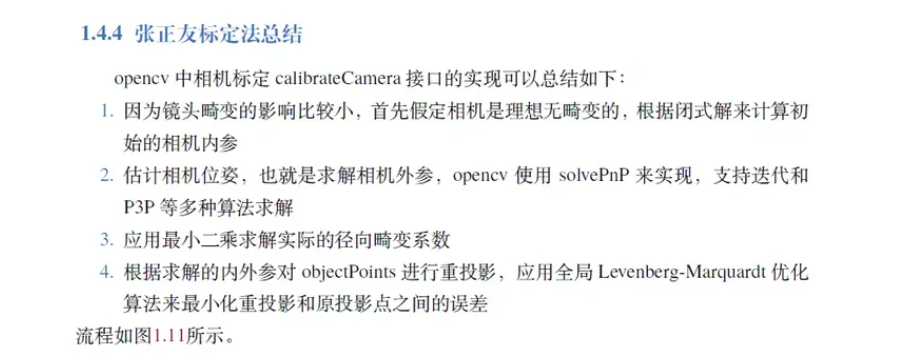 1.4.4 张正友标定法总结
opencv 中相机标定 calibrateCamera 接口的实现可以总结如下：
1. 因为镜头畸变的影响比较小，首先假定相机是理想无畸变的，根据闭式解来计算初
始的相机内参
2. 估计相机位姿，也就是求解相机外参，opencv 使用 solvePnP 来实现，支持迭代和
P3P 等多种算法求解
3. 应用最小二乘求解实际的径向畸变系数
4. 根据求解的内外参对 objectPoints 进行重投影，应用全局 Levenberg-Marquardt 优化
算法来最小化重投影和原投影点之间的误差
流程如图1.11所示。